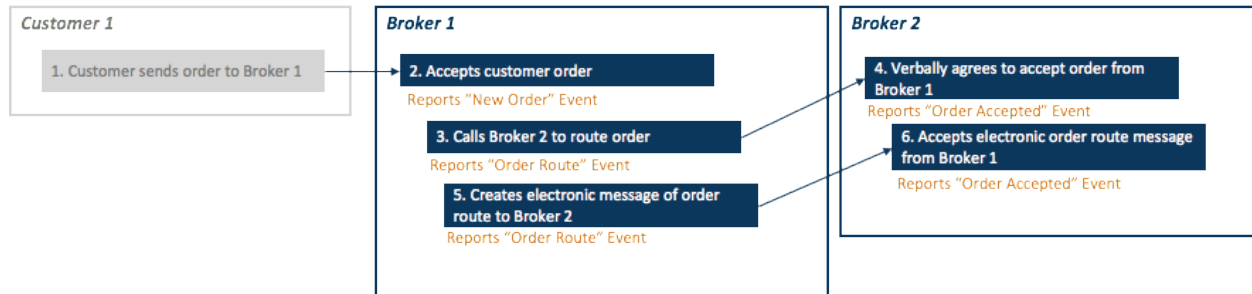 Customer 1
1. Customer sends order to Broker 1
Broker 1
2. Accepts customer order
Reports “New Order” Event
3. Calls Broker 2 to route order
Reports “Order Route” Event
5. Creates electronic message of order
route to Broker 2
Reports “Order Route” Event
Broker 2
4. Verbally agrees to accept order from
Broker 1
Reports “Order Accepted” Event
6. Accepts electronic order route message
from Broker 1
Reports “Order Accepted” Event